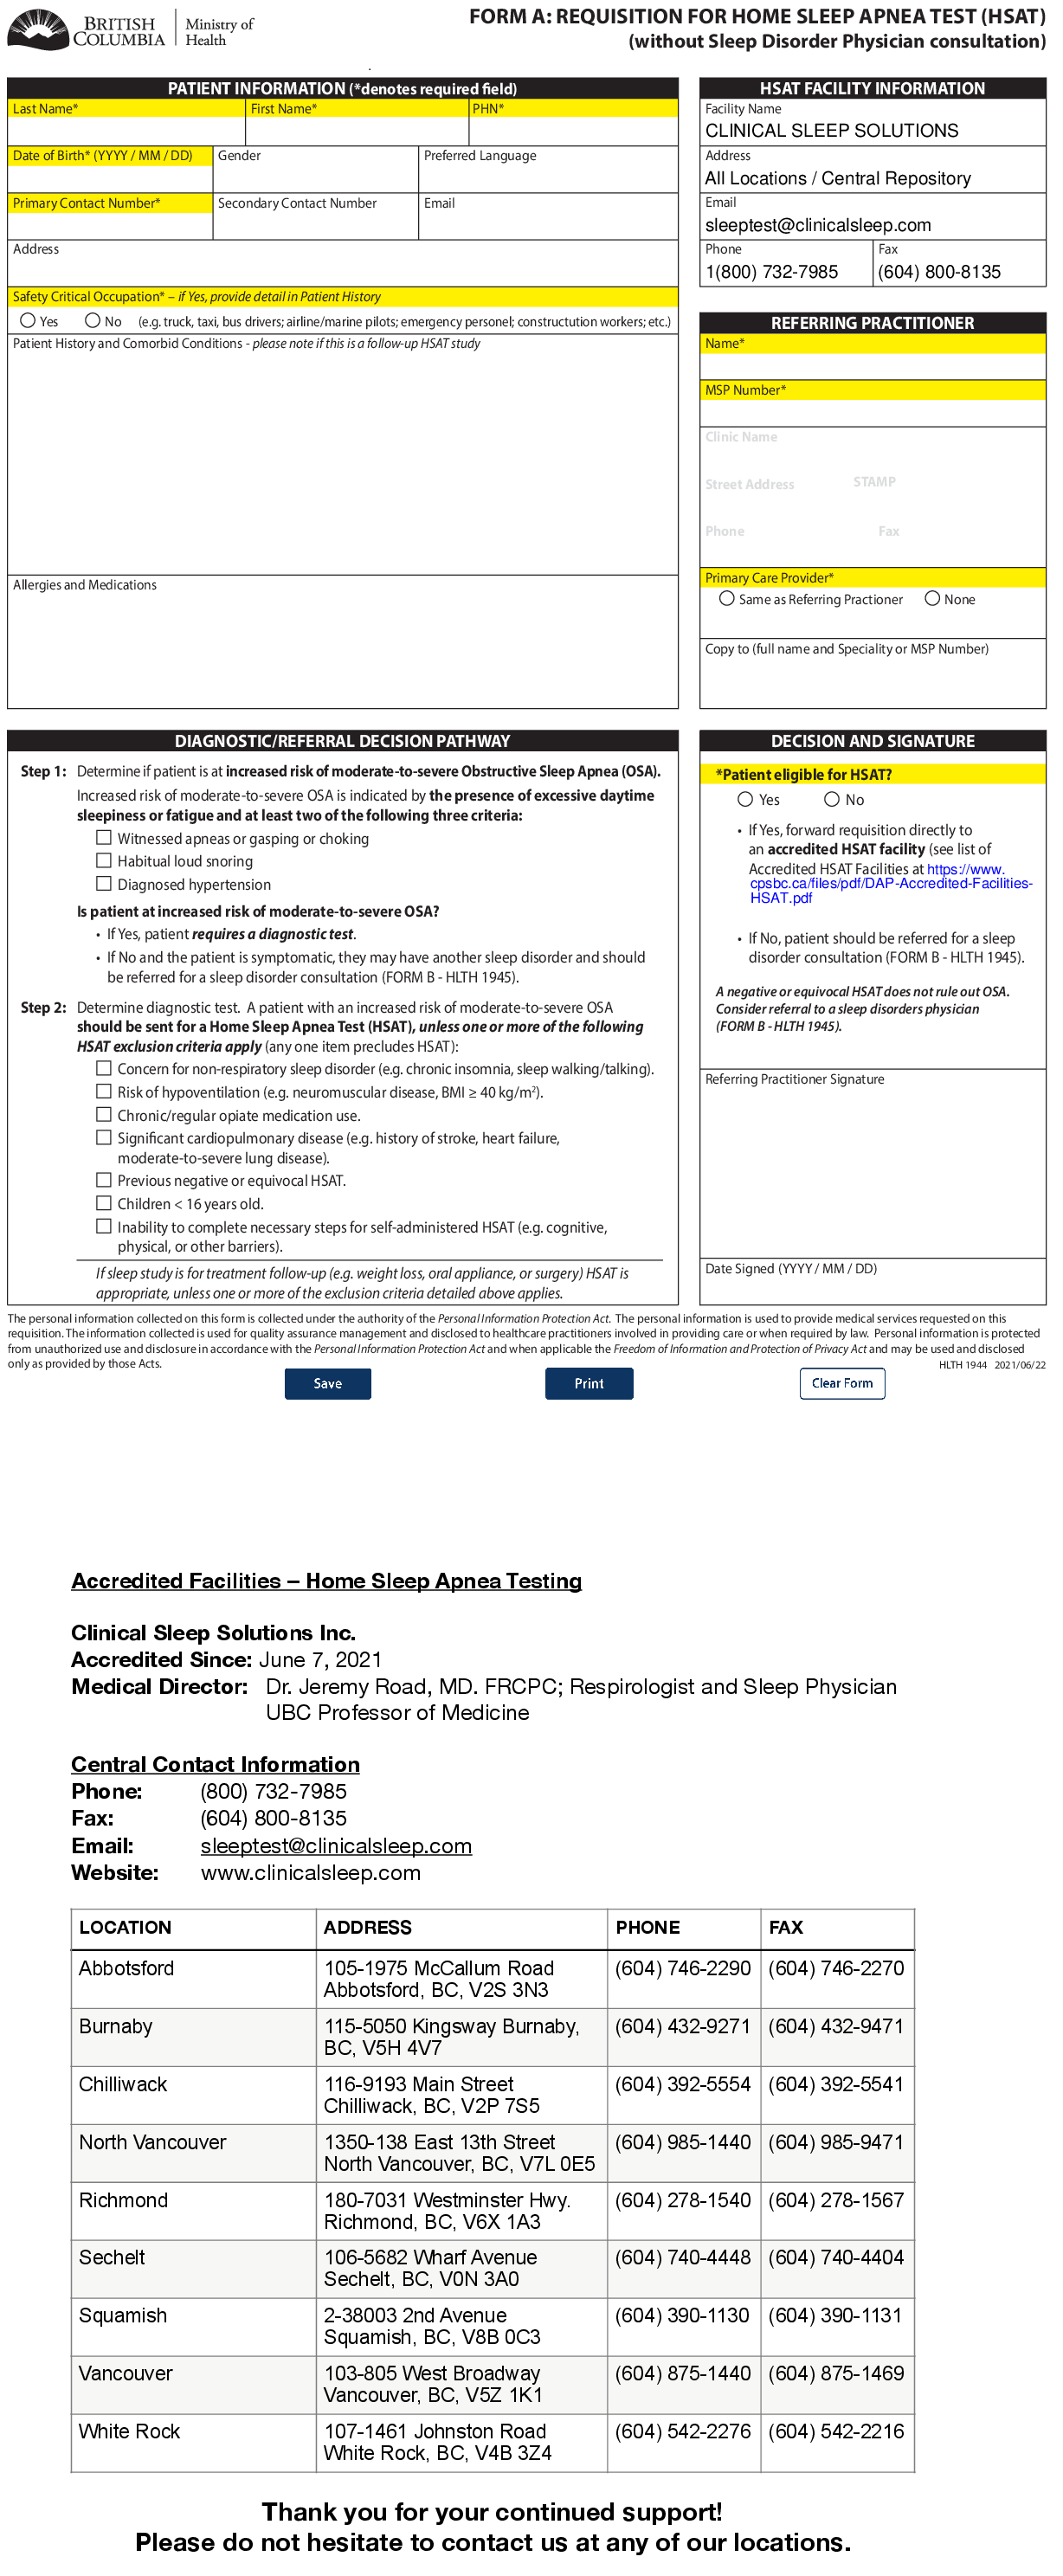 BRITISH
COLUMBIA
Ministry of
Health
FORM A: REQUISITION FOR HOME SLEEP APNEA TEST (HSAT)
(without Sleep Disorder Physician consultation)
PATIENT INFORMATION (*denotes required field)
Last Name* First Name* PHN*
Date of Birth* (YYYY / MM / DD) Gender Preferred Language
Primary Contact Number* Secondary Contact Number Email
Address
Safety Critical Occupation* – if Yes, provide detail in Patient History
Yes No (e.g. truck, taxi, bus drivers; airline/marine pilots; emergency personel; constructution workers; etc.)
Patient History and Comorbid Conditions - please note if this is a follow-up HSAT study
Allergies and Medications
HSAT FACILITY INFORMATION
Facility Name
CLINICAL SLEEP SOLUTIONS
Address
All Locations / Central Repository
Email
sleeptest@clinicalsleep.com
Phone Fax
1(800) 732-7985 (604) 800-8135
REFERRING PRACTITIONER
Name*
MSP Number*
Clinic Name
Street Address STAMP
Phone Fax
Primary Care Provider*
Same as Referring Practioner None
Copy to (full name and Speciality or MSP Number)
DIAGNOSTIC/REFERRAL DECISION PATHWAY
Step 1: Determine if patient is at increased risk of moderate-to-severe Obstructive Sleep Apnea (OSA).
Increased risk of moderate-to-severe OSA is indicated by the presence of excessive daytime
sleepiness or fatigue and at least two of the following three criteria:
Witnessed apneas or gasping or choking
Habitual loud snoring
Diagnosed hypertension
Is patient at increased risk of moderate-to-severe OSA?
• If Yes, patient requires a diagnostic test.
• If No and the patient is symptomatic, they may have another sleep disorder and should
be referred for a sleep disorder consultation (FORM B - HLTH 1945).
Step 2: Determine diagnostic test. A patient with an increased risk of moderate-to-severe OSA
should be sent for a Home Sleep Apnea Test (HSAT), unless one or more of the following
HSAT exclusion criteria apply (any one item precludes HSAT):
Concern for non-respiratory sleep disorder (e.g. chronic insomnia, sleep walking/talking).
Risk of hypoventilation (e.g. neuromuscular disease, BMI ≥ 40 kg/m²).
Chronic/regular opiate medication use.
Significant cardiopulmonary disease (e.g. history of stroke, heart failure,
moderate-to-severe lung disease).
Previous negative or equivocal HSAT.
Children < 16 years old.
Inability to complete necessary steps for self-administered HSAT (e.g. cognitive,
physical, or other barriers).
If sleep study is for treatment follow-up (e.g. weight loss, oral appliance, or surgery) HSAT is
appropriate, unless one or more of the exclusion criteria detailed above applies.
DECISION AND SIGNATURE
*Patient eligible for HSAT?
Yes No
• If Yes, forward requisition directly to
an accredited HSAT facility (see list of
Accredited HSAT Facilities at https://www.
cpsbc.ca/files/pdf/DAP-Accredited-Facilities-
HSAT.pdf
• If No, patient should be referred for a sleep
disorder consultation (FORM B - HLTH 1945).
A negative or equivocal HSAT does not rule out OSA.
Consider referral to a sleep disorders physician
(FORM B - HLTH 1945).
Referring Practitioner Signature
Date Signed (YYYY / MM / DD)
The personal information collected on this form is collected under the authority of the Personal Information Protection Act. The personal information is used to provide medical services requested on this
requisition. The information collected is used for quality assurance management and disclosed to healthcare practitioners involved in providing care or when required by law. Personal information is protected
from unauthorized use and disclosure in accordance with the Personal Information Protection Act and when applicable the Freedom of Information and Protection of Privacy Act and may be used and disclosed
only as provided by those Acts.
HLTH 1944 2021/06/22
Save Print Clear Form
Accredited Facilities – Home Sleep Apnea Testing
Clinical Sleep Solutions Inc.
Accredited Since: June 7, 2021
Medical Director: Dr. Jeremy Road, MD. FRCPC; Respirologist and Sleep Physician
UBC Professor of Medicine
Central Contact Information
Phone: (800) 732-7985
Fax: (604) 800-8135
Email: sleeptest@clinicalsleep.com
Website: www.clinicalsleep.com
LOCATION ADDRESS PHONE FAX
Abbotsford 105-1975 McCallum Road (604) 746-2290 (604) 746-2270
Abbotsford, BC, V2S 3N3
Burnaby 115-5050 Kingsway Burnaby, (604) 432-9271 (604) 432-9471
BC, V5H 4V7
Chilliwack 116-9193 Main Street (604) 392-5554 (604) 392-5541
Chilliwack, BC, V2P 7S5
North Vancouver 1350-138 East 13th Street (604) 985-1440 (604) 985-9471
North Vancouver, BC, V7L 0E5
Richmond 180-7031 Westminster Hwy. (604) 278-1540 (604) 278-1567
Richmond, BC, V6X 1A3
Sechelt 106-5682 Wharf Avenue (604) 740-4448 (604) 740-4404
Sechelt, BC, V0N 3A0
Squamish 2-38003 2nd Avenue (604) 390-1130 (604) 390-1131
Squamish, BC, V8B 0C3
Vancouver 103-805 West Broadway (604) 875-1440 (604) 875-1469
Vancouver, BC, V5Z 1K1
White Rock 107-1461 Johnston Road (604) 542-2276 (604) 542-2216
White Rock, BC, V4B 3Z4
Thank you for your continued support!
Please do not hesitate to contact us at any of our locations.